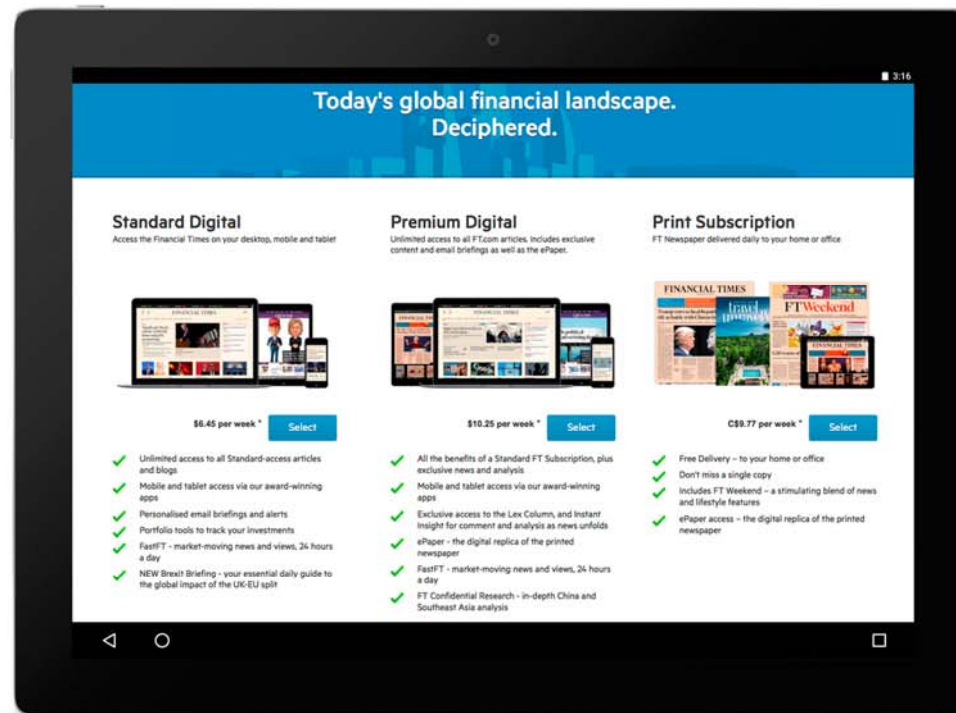 3:16
Today's global financial landscape.
Deciphered.
Standard Digital
Access the Financial Times on your desktop, mobile and tablet
FINANCIAL TIMES
$6.45 per week *
Select
Unlimited access to all Standard-access articles
and blogs
Mobile and tablet access via our award-winning
apps
Personalised email briefings and alerts
Portfolio tools to track your investments
FastFT - market-moving news and views, 24 hours
a day
NEW Brexit Briefing - your essential daily guide to
the global impact of the UK-EU split
Premium Digital
Unlimited access to all FT.com articles. Includes exclusive
content and email briefings as well as the ePaper.
FINANCIAL TIMES
$10.25 per week *
Select
All the benefits of a Standard FT Subscription, plus
exclusive news and analysis
Mobile and tablet access via our award-winning
apps
Exclusive access to the Lex Column, and Instant
Insight for comment and analysis as news unfolds
ePaper - the digital replica of the printed
newspaper
FastFT - market-moving news and views, 24 hours
a day
FT Confidential Research - in-depth China and
Southeast Asia analysis
Print Subscription
FT Newspaper delivered daily to your home or office
FINANCIAL TIMES
travel
FTWeekend
FINANCIAL TIMES
C$9.77 per week *
Select
Free Delivery – to your home or office
Don't miss a single copy
Includes FT Weekend – a stimulating blend of news
and lifestyle features
ePaper access – the digital replica of the printed
newspaper